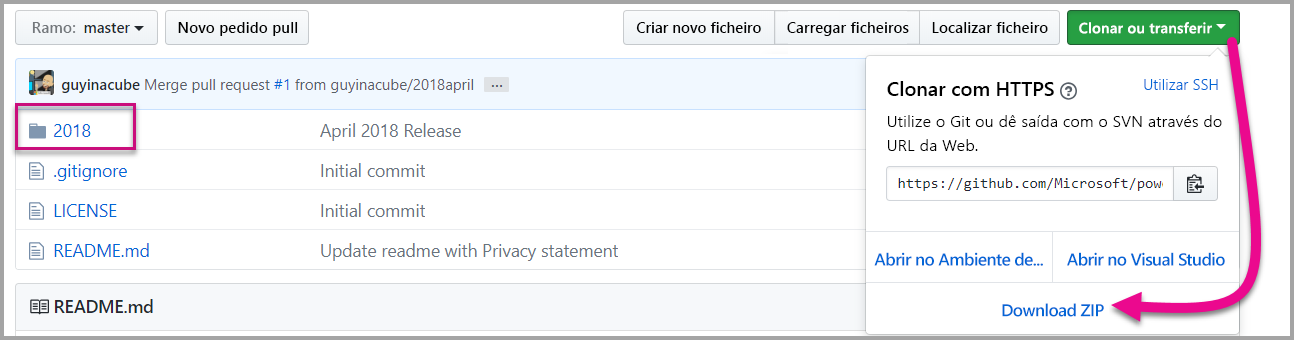 Ramo: master
Novo pedido pull
Criar novo ficheiro
Carregar ficheiros
Localizar ficheiro
Clonar ou transferir
guyinacube Merge pull request #1 from guyinacube/2018april ...
2018 April 2018 Release
.gitignore Initial commit
LICENSE Initial commit
README.md Update readme with Privacy statement
README.md
Clonar com HTTPS ?
Utilizar SSH
Utilize o Git ou dê saída com o SVN através do
URL da Web.
https://github.com/Microsoft/pow
Abrir no Ambiente de...
Abrir no Visual Studio
Download ZIP